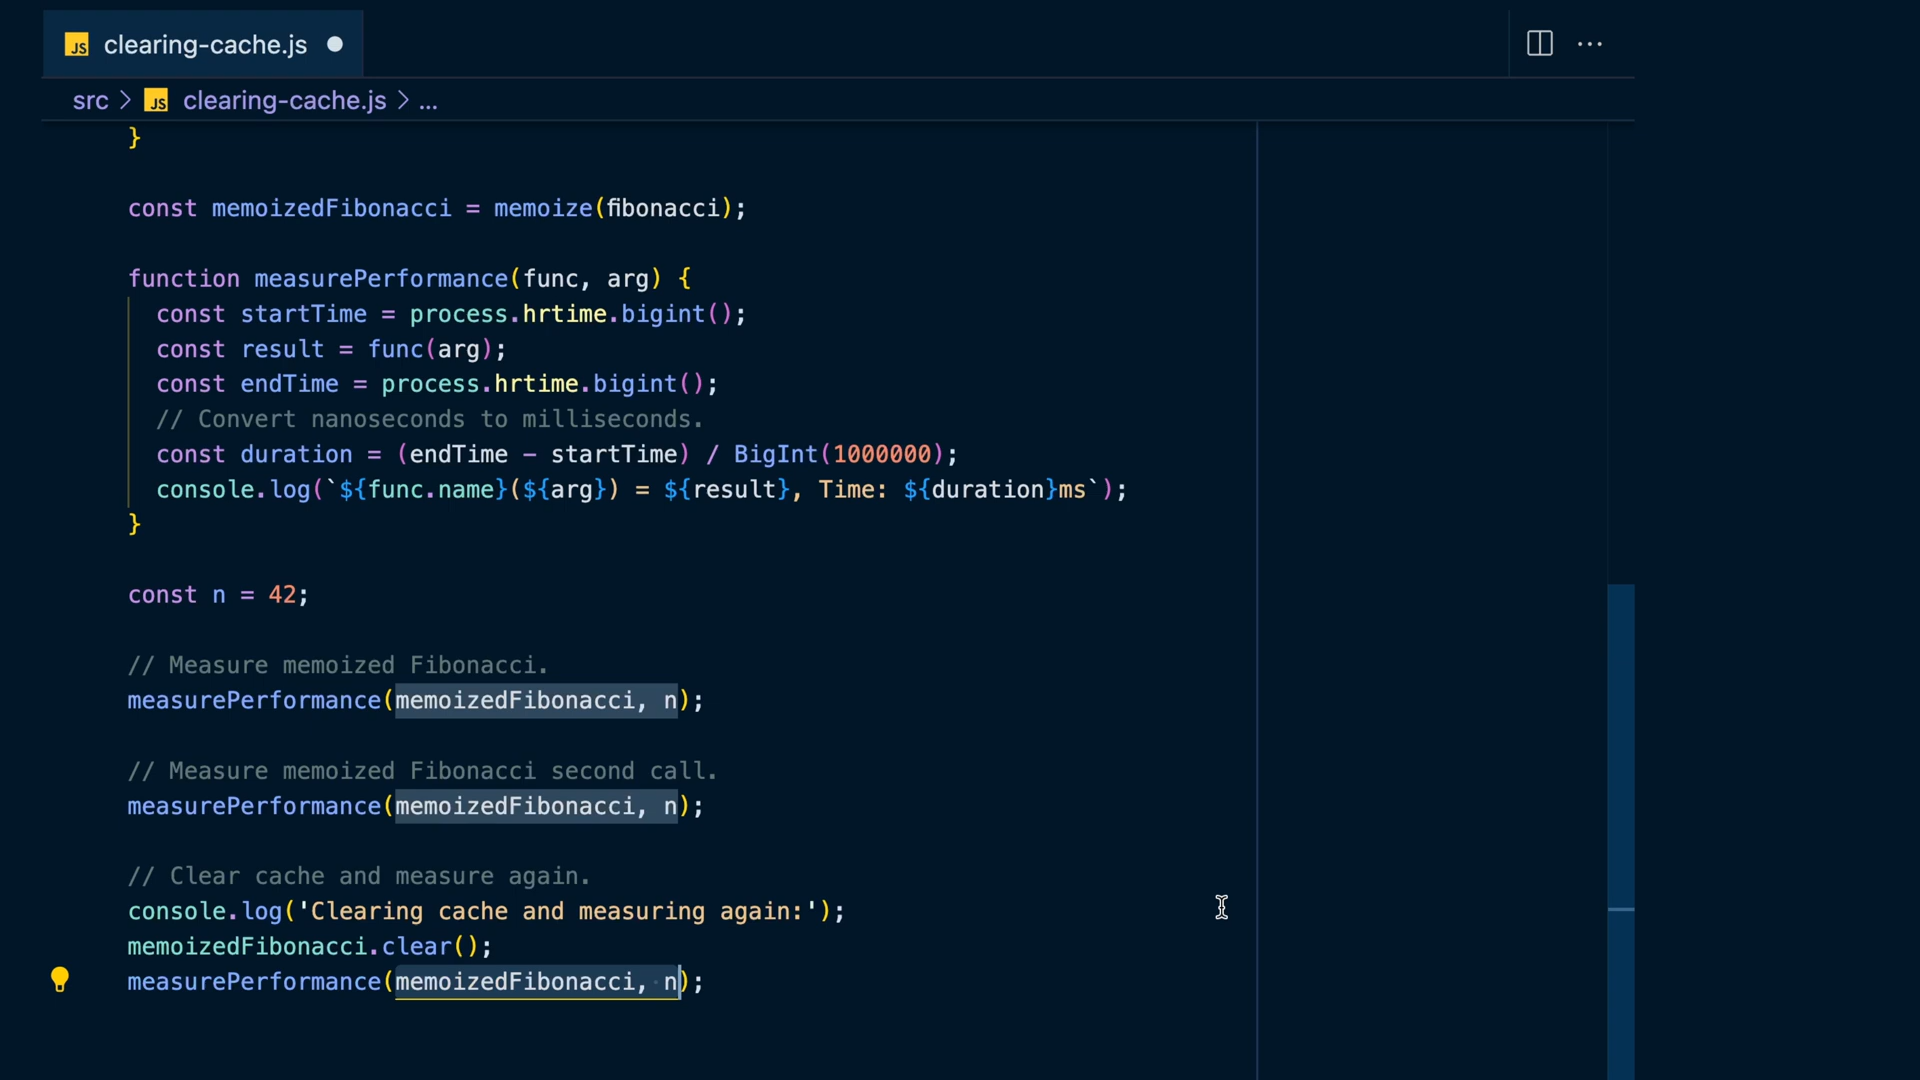 JS clearing-cache.js
src > JS clearing-cache.js > ...
}
const memoizedFibonacci = memoize(fibonacci);
function measurePerformance(func, arg) {
const startTime = process.hrtime.bigint();
const result = func(arg);
const endTime = process.hrtime.bigint();
// Convert nanoseconds to milliseconds.
const duration = (endTime - startTime) / BigInt(1000000);
console.log(`${func.name}(${arg}) = ${result}, Time: ${duration}ms`);
}
const n = 42;
// Measure memoized Fibonacci.
measurePerformance(memoizedFibonacci, n);
// Measure memoized Fibonacci second call.
measurePerformance(memoizedFibonacci, n);
// Clear cache and measure again.
console.log('Clearing cache and measuring again:');
memoizedFibonacci.clear();
measurePerformance(memoizedFibonacci, n);